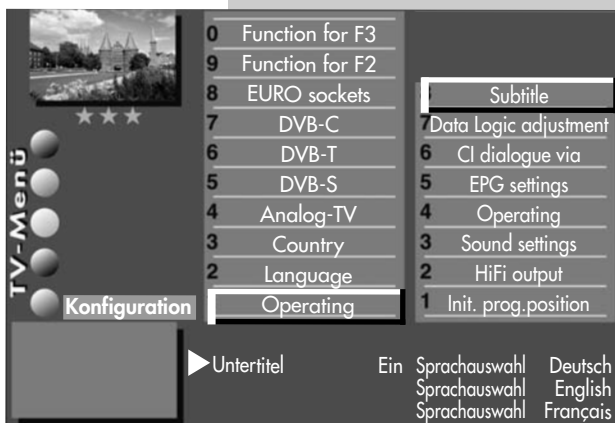 TV-Menü
Konfiguration
0 Function for F3
9 Function for F2
8 EURO sockets
7 DVB-C
6 DVB-T
5 DVB-S
4 Analog-TV
3 Country
2 Language
Operating
Subtitle
7 Data Logic adjustment
6 CI dialogue via
5 EPG settings
4 Operating
3 Sound settings
2 HiFi output
1 Init. prog.position
Untertitel Ein Sprachauswahl Deutsch
Sprachauswahl English
Sprachauswahl Français